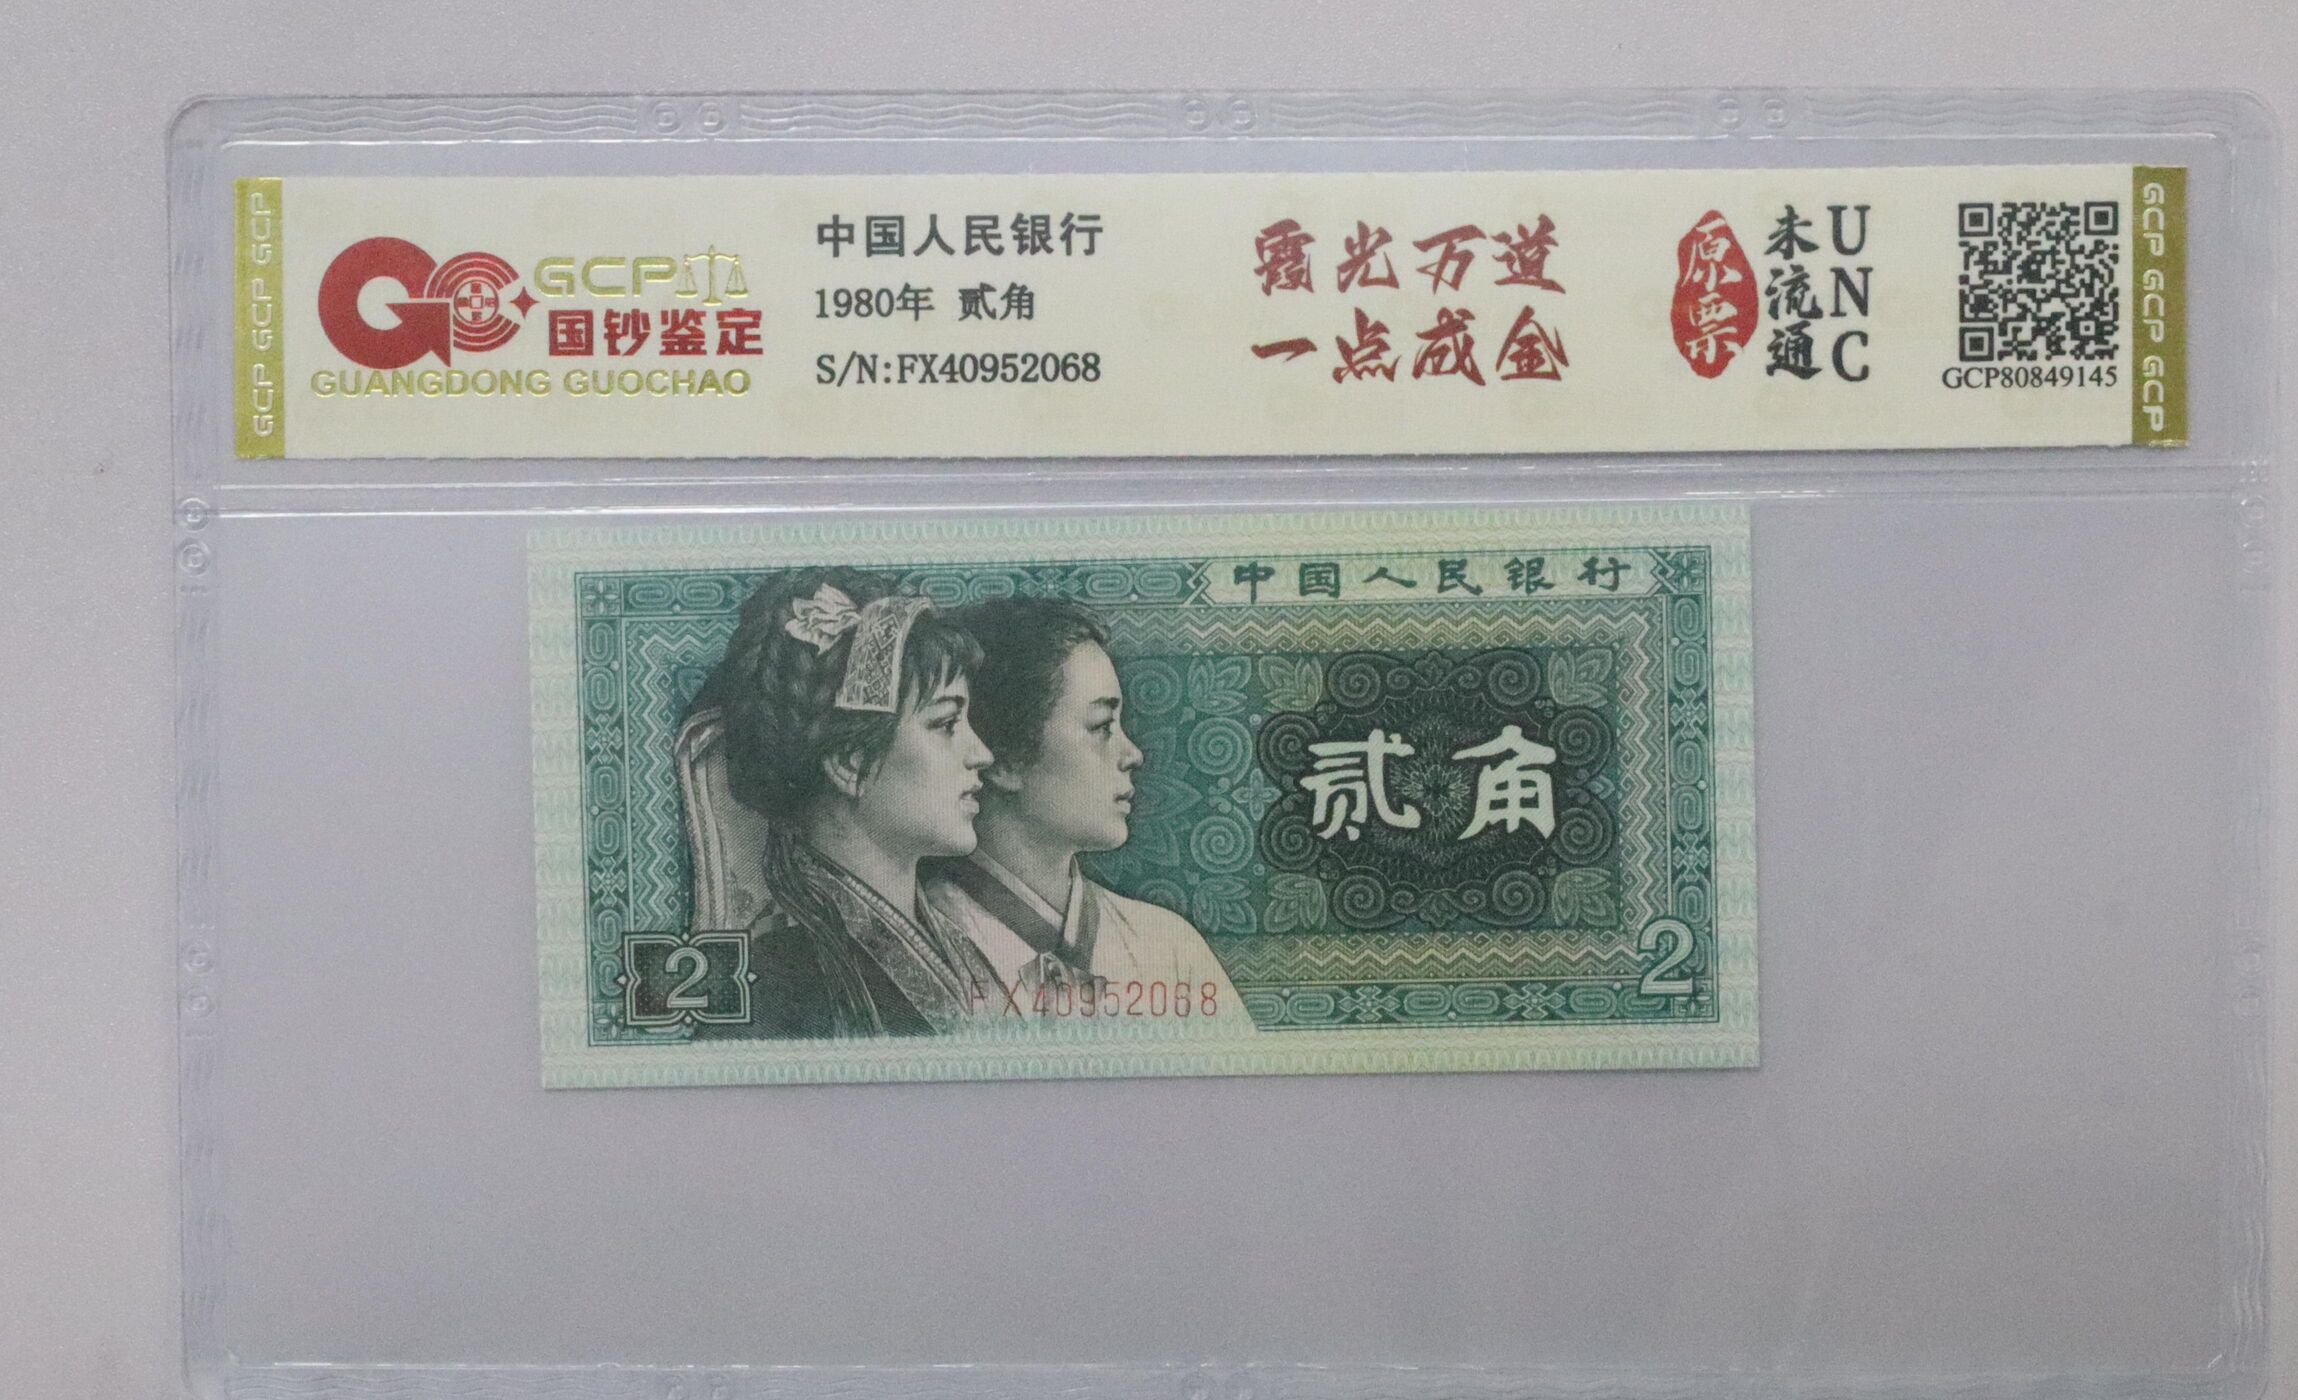 GCP GCP GCP
GCP
国钞鉴定
GUANGDONG GUOCHAO
中国人民银行
1980年 贰角
S/N:FX40952068
霞光万道
一点成金
原票
未流通
UNC
GCP80849145
GCP GCP GCP GCP
中国人民银行
贰角
2
2
FX40952068